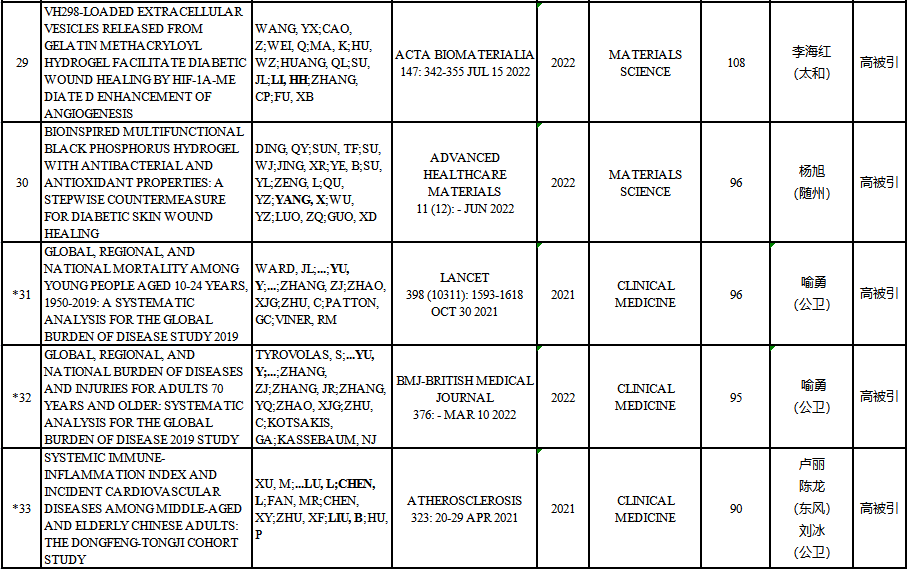 29
VH298-LOADED EXTRACELLULAR
VESICLES RELEASED FROM
GELATIN METHACRYLOYL
HYDROGEL FACILITATE DIABETIC
WOUND HEALING BY HIF-1A-ME
DIATE D ENHANCEMENT OF
ANGIOGENESIS
WANG, YX;CAO,
Z;WEI, Q;MA, K;HU,
WZ;HUANG, QL;SU,
JL;LI, HH;ZHANG,
CP;FU, XB
ACTA BIOMATERIALIA
147: 342-355 JUL 15 2022
2022
MATERIALS
SCIENCE
108
李海红
(太和)
高被引
30
BIOINSPIRED MULTIFUNCTIONAL
BLACK PHOSPHORUS HYDROGEL
WITH ANTIBACTERIAL AND
ANTIOXIDANT PROPERTIES: A
STEPWISE COUNTERMEASURE
FOR DIABETIC SKIN WOUND
HEALING
DING, QY;SUN, TF;SU,
WJ;JING, XR;YE, B;SU,
YL;ZENG, L;QU,
YZ;YANG, X;WU,
YZ;LUO, ZQ;GUO, XD
ADVANCED
HEALTHCARE
MATERIALS
11 (12): - JUN 2022
2022
MATERIALS
SCIENCE
96
杨旭
(随州)
高被引
*31
GLOBAL, REGIONAL, AND
NATIONAL MORTALITY AMONG
YOUNG PEOPLE AGED 10-24 YEARS,
1950-2019: A SYSTEMATIC
ANALYSIS FOR THE GLOBAL
BURDEN OF DISEASE STUDY 2019
WARD, JL;...;YU,
Y;...;ZHANG, ZJ;ZHAO,
XJG;ZHU, C;PATTON,
GC;VINER, RM
LANCET
398 (10311): 1593-1618
OCT 30 2021
2021
CLINICAL
MEDICINE
96
喻勇
(公卫)
高被引
*32
GLOBAL, REGIONAL, AND
NATIONAL BURDEN OF DISEASES
AND INJURIES FOR ADULTS 70
YEARS AND OLDER: SYSTEMATIC
ANALYSIS FOR THE GLOBAL
BURDEN OF DISEASE 2019 STUDY
TYROVOLAS, S;...YU,
Y;...;ZHANG,
ZJ;ZHANG, JR;ZHANG,
YQ;ZHAO, XJG;ZHU,
C;KOTSAKIS,
GA;KASSEBAUM, NJ
BMJ-BRITISH MEDICAL
JOURNAL
376: - MAR 10 2022
2022
CLINICAL
MEDICINE
95
喻勇
(公卫)
高被引
*33
SYSTEMIC IMMUNE-
INFLAMMATION INDEX AND
INCIDENT CARDIOVASCULAR
DISEASES AMONG MIDDLE-AGED
AND ELDERLY CHINESE ADULTS:
THE DONGFENG-TONGJI COHORT
STUDY
XU, M;...LU, L;CHEN,
L;FAN, MR;CHEN,
XY;ZHU, XF;LIU, B;HU,
P
ATHEROSCLEROSIS
323: 20-29 APR 2021
2021
CLINICAL
MEDICINE
90
卢丽
陈龙
(东风)
刘冰
(公卫)
高被引